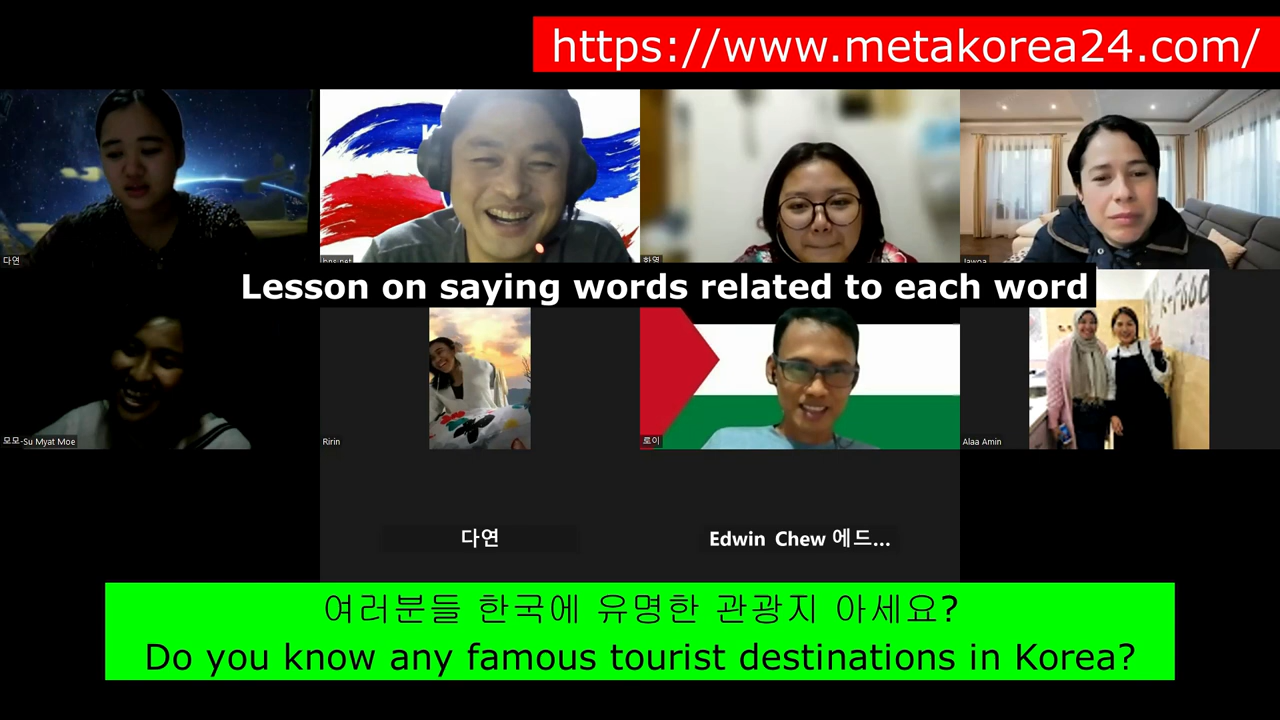 https://www.metakorea24.com/
다연
Lesson on saying words related to each word
모모-Su Myat Moe
Ririn
로이
Alaa Amin
다연
Edwin Chew 에드...
여러분들 한국에 유명한 관광지 아세요?
Do you know any famous tourist destinations in Korea?